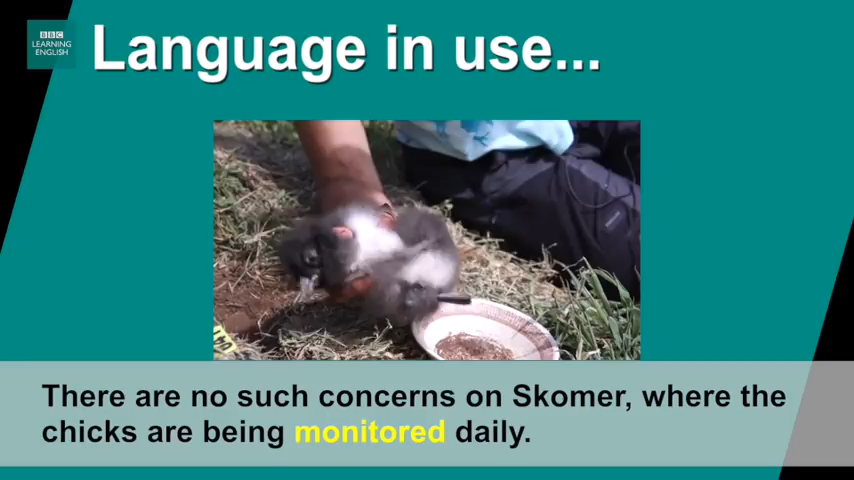 BBC
LEARNING
ENGLISH
Language in use...
There are no such concerns on Skomer, where the
chicks are being monitored daily.